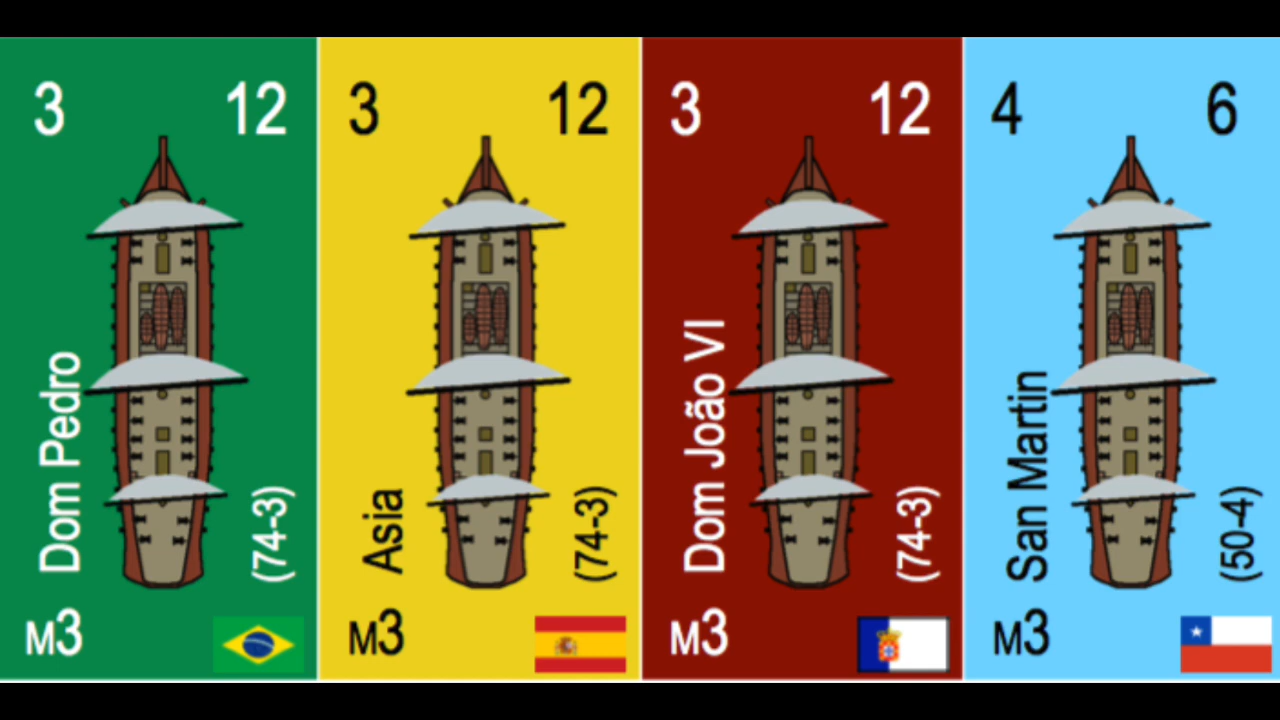 3 12
Dom Pedro
(74-3)
M3
3 12
Asia
(74-3)
M3
3 12
Dom João VI
(74-3)
M3
4 6
San Martin
(50-4)
M3